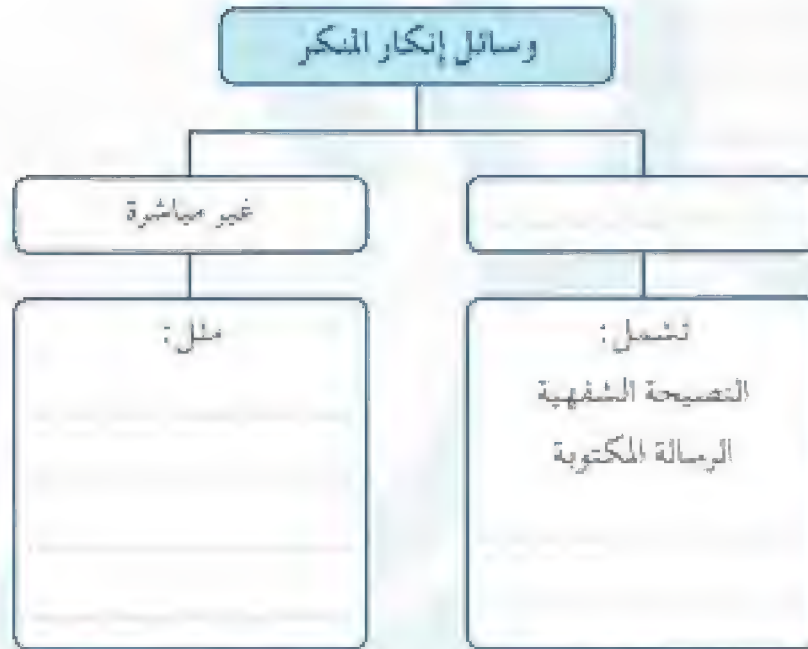 وسائل إنكار المنكر
غير مباشرة
تشمل:
النصيحة الشفهية
الرسالة المكتوبة
مثل: